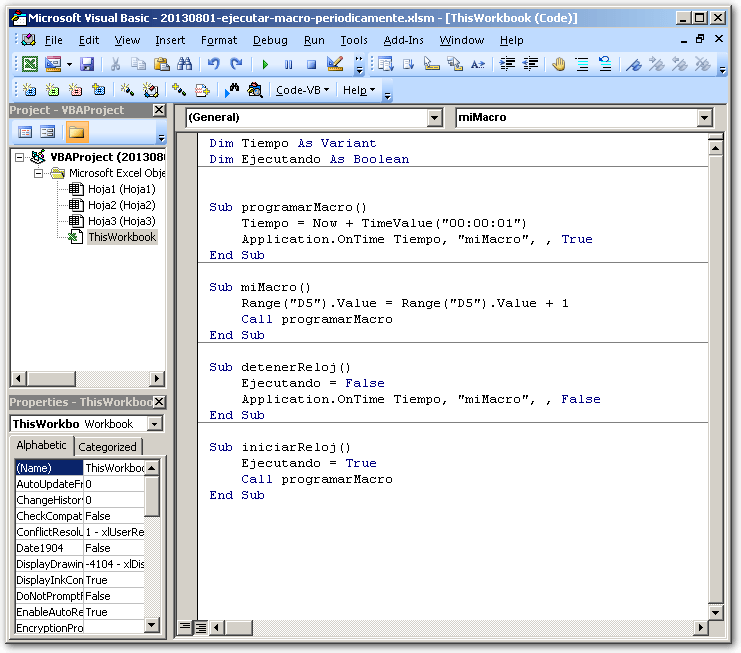 Microsoft Visual Basic - 20130801-ejecutar-macro-periodicamente.xlsm - [ThisWorkbook (Code)]
File Edit View Insert Format Debug Run Tools Add-Ins Window Help
Code-VB Help
Project - VBAProject
VBAProject (201308
Microsoft Excel Obje
Hoja1 (Hoja1)
Hoja2 (Hoja2)
Hoja3 (Hoja3)
ThisWorkbook
Properties - ThisWorkboo
ThisWorkbo Workbook
Alphabetic Categorized
(Name) ThisWorkboo
AutoUpdateFr 0
ChangeHistor 0
CheckCompat False
ConflictResolu 1 - xlUserRe
Date1904 False
DisplayDrawin -4104 - xlDis
DisplayInkCom True
DoNotPromptF False
EnableAutoRe True
EncryptionPro
(General) miMacro
Dim Tiempo As Variant
Dim Ejecutando As Boolean
Sub programarMacro()
Tiempo = Now + TimeValue("00:00:01")
Application.OnTime Tiempo, "miMacro", , True
End Sub
Sub miMacro()
Range("D5").Value = Range("D5").Value + 1
Call programarMacro
End Sub
Sub detenerReloj()
Ejecutando = False
Application.OnTime Tiempo, "miMacro", , False
End Sub
Sub iniciarReloj()
Ejecutando = True
Call programarMacro
End Sub